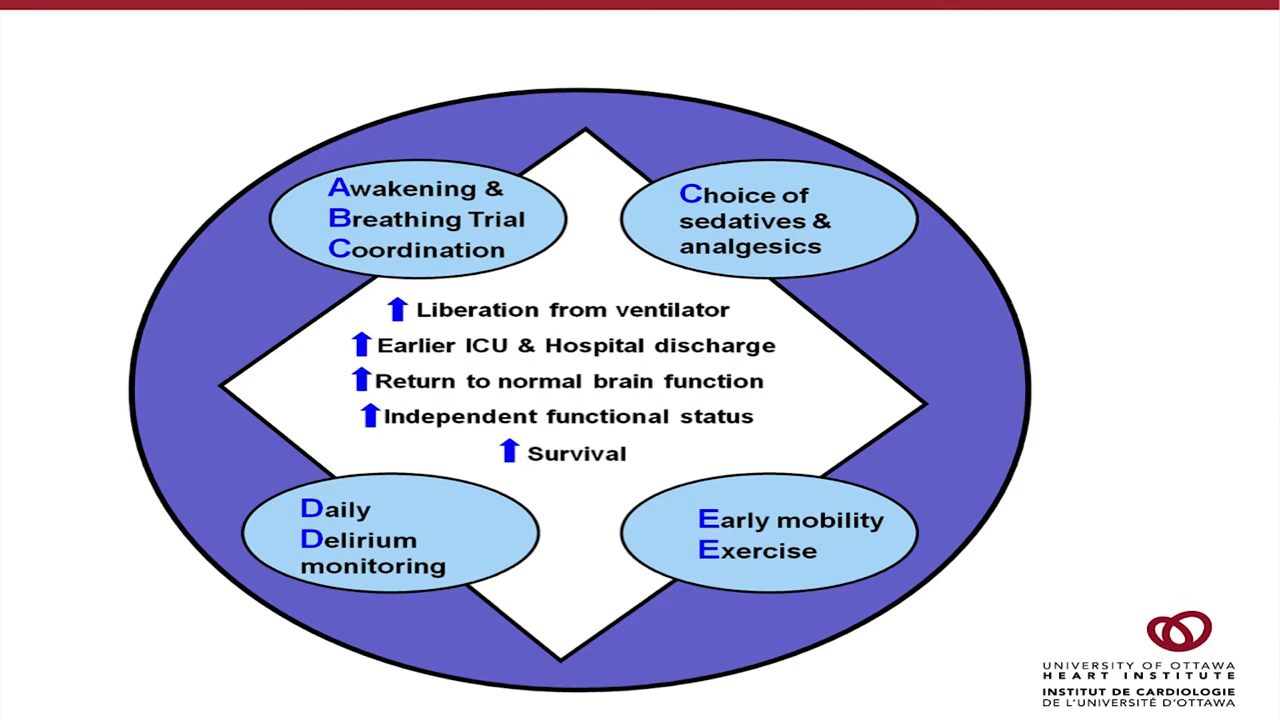 Awakening &
Breathing Trial
Coordination
Choice of
sedatives &
analgesics
Liberation from ventilator
Earlier ICU & Hospital discharge
Return to normal brain function
Independent functional status
Survival
Daily
Delirium
monitoring
Early mobility
Exercise
UNIVERSITY OF OTTAWA
HEART INSTITUTE
INSTITUT DE CARDIOLOGIE
DE L'UNIVERSITÉ D'OTTAWA